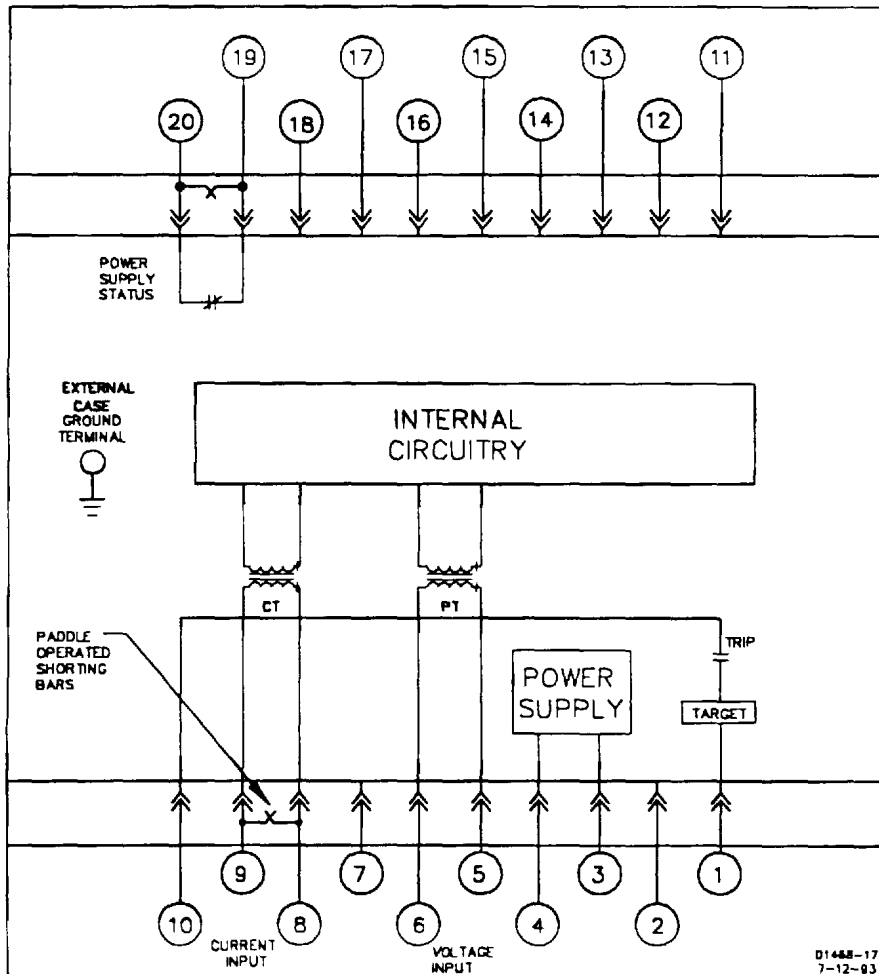 19
17
15
13
11
20
18
16
14
12
POWER
SUPPLY
STATUS
EXTERNAL
CASE
GROUND
TERMINAL
INTERNAL
CIRCUITRY
CT
PT
PADDLE
OPERATED
SHORTING
BARS
POWER
SUPPLY
TRIP
TARGET
9
7
5
3
1
10
8
6
4
2
CURRENT
INPUT
VOLTAGE
INPUT
D1468-17
7-12-93